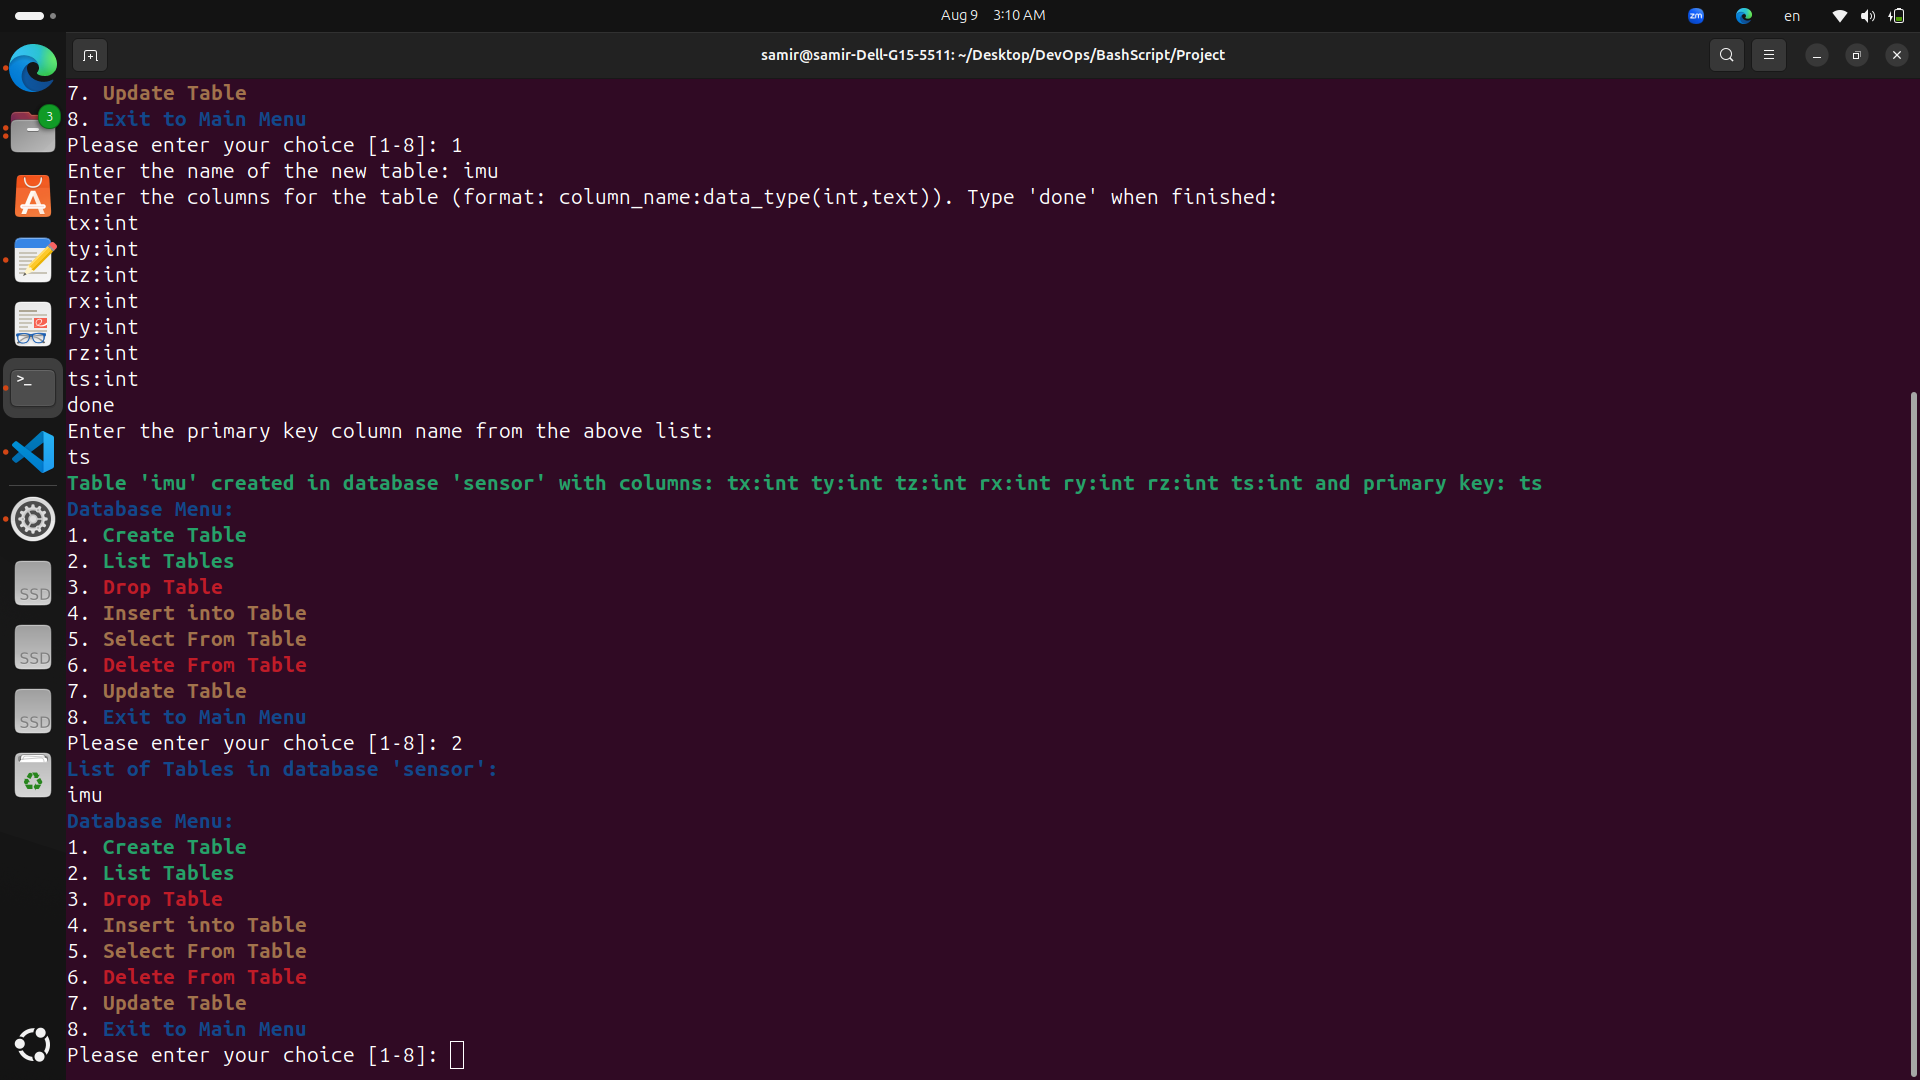 Aug 9 3:10 AM
zm
en
samir@samir-Dell-G15-5511: ~/Desktop/DevOps/BashScript/Project
3
SSD
SSD
SSD
7. Update Table
8. Exit to Main Menu
Please enter your choice [1-8]: 1
Enter the name of the new table: imu
Enter the columns for the table (format: column_name:data_type(int,text)). Type 'done' when finished:
tx:int
ty:int
tz:int
rx:int
ry:int
rz:int
ts:int
done
Enter the primary key column name from the above list:
ts
Table 'imu' created in database 'sensor' with columns: tx:int ty:int tz:int rx:int ry:int rz:int ts:int and primary key: ts
Database Menu:
1. Create Table
2. List Tables
3. Drop Table
4. Insert into Table
5. Select From Table
6. Delete From Table
7. Update Table
8. Exit to Main Menu
Please enter your choice [1-8]: 2
List of Tables in database 'sensor':
imu
Database Menu:
1. Create Table
2. List Tables
3. Drop Table
4. Insert into Table
5. Select From Table
6. Delete From Table
7. Update Table
8. Exit to Main Menu
Please enter your choice [1-8]: